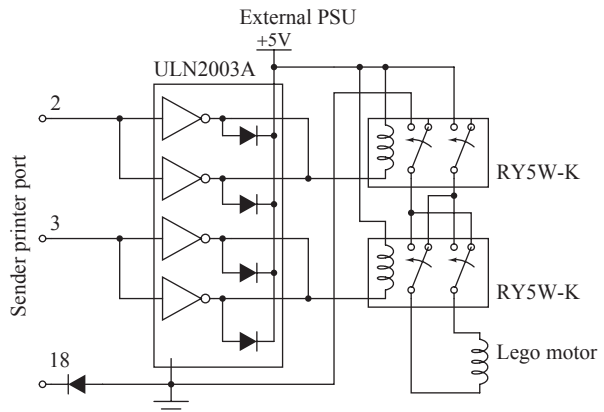 External PSU
+5V
ULN2003A
2
RY5W-K
3
Sender printer port
RY5W-K
18
Lego motor